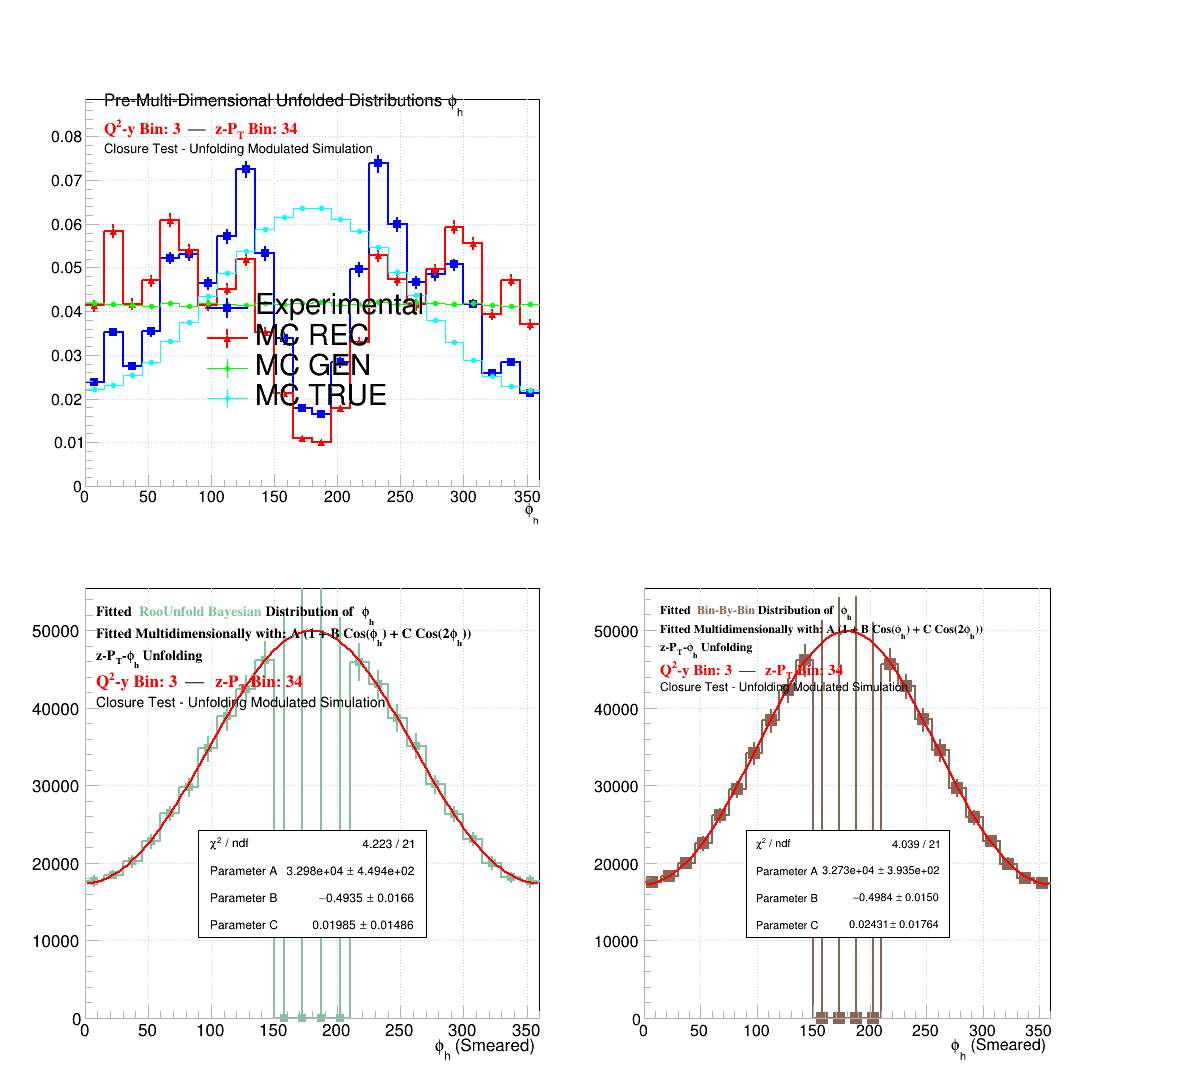 Pre-Multi-Dimensional Unfolded Distributions ϕh
Q2-y Bin: 3 — z-PT Bin: 34
Closure Test - Unfolding Modulated Simulation
0.08
0.07
0.06
0.05
0.04
0.03
0.02
0.01
0
Experimental
MC REC
MC GEN
MC TRUE
0 50 100 150 200 250 300 350
ϕh
Fitted RooUnfold Bayesian Distribution of ϕh
Fitted Multidimensionally with: A (1 + B Cos(ϕh) + C Cos(2ϕh))
z-PT-ϕh Unfolding
Q2-y Bin: 3 — z-PT Bin: 34
Closure Test - Unfolding Modulated Simulation
50000
40000
30000
20000
10000
0
χ2 / ndf 4.223 / 21
Parameter A 3.298e+04 ± 4.494e+02
Parameter B −0.4935 ± 0.0166
Parameter C 0.01985 ± 0.01486
0 50 100 150 200 250 300 350
ϕh (Smeared)
Fitted Bin-By-Bin Distribution of ϕh
Fitted Multidimensionally with: A (1 + B Cos(ϕh) + C Cos(2ϕh))
z-PT-ϕh Unfolding
Q2-y Bin: 3 — z-PT Bin: 34
Closure Test - Unfolding Modulated Simulation
50000
40000
30000
20000
10000
0
χ2 / ndf 4.039 / 21
Parameter A 3.273e+04 ± 3.935e+02
Parameter B −0.4984 ± 0.0150
Parameter C 0.02431 ± 0.01764
0 50 100 150 200 250 300 350
ϕh (Smeared)